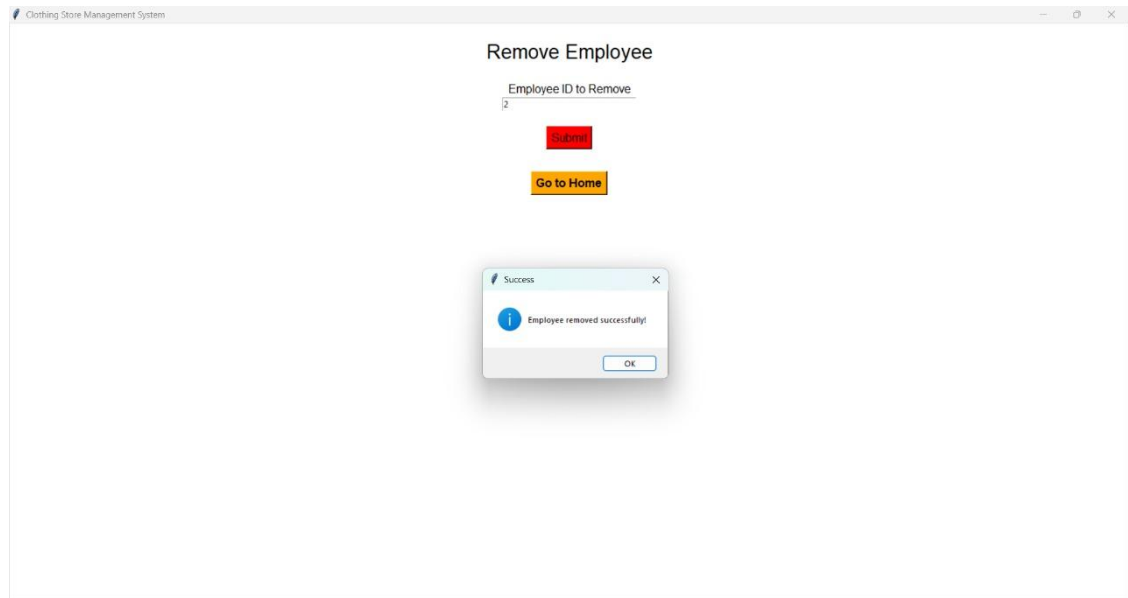 Clothing Store Management System
Remove Employee
Employee ID to Remove
2
Submit
Go to Home
Success
Employee removed successfully!
OK